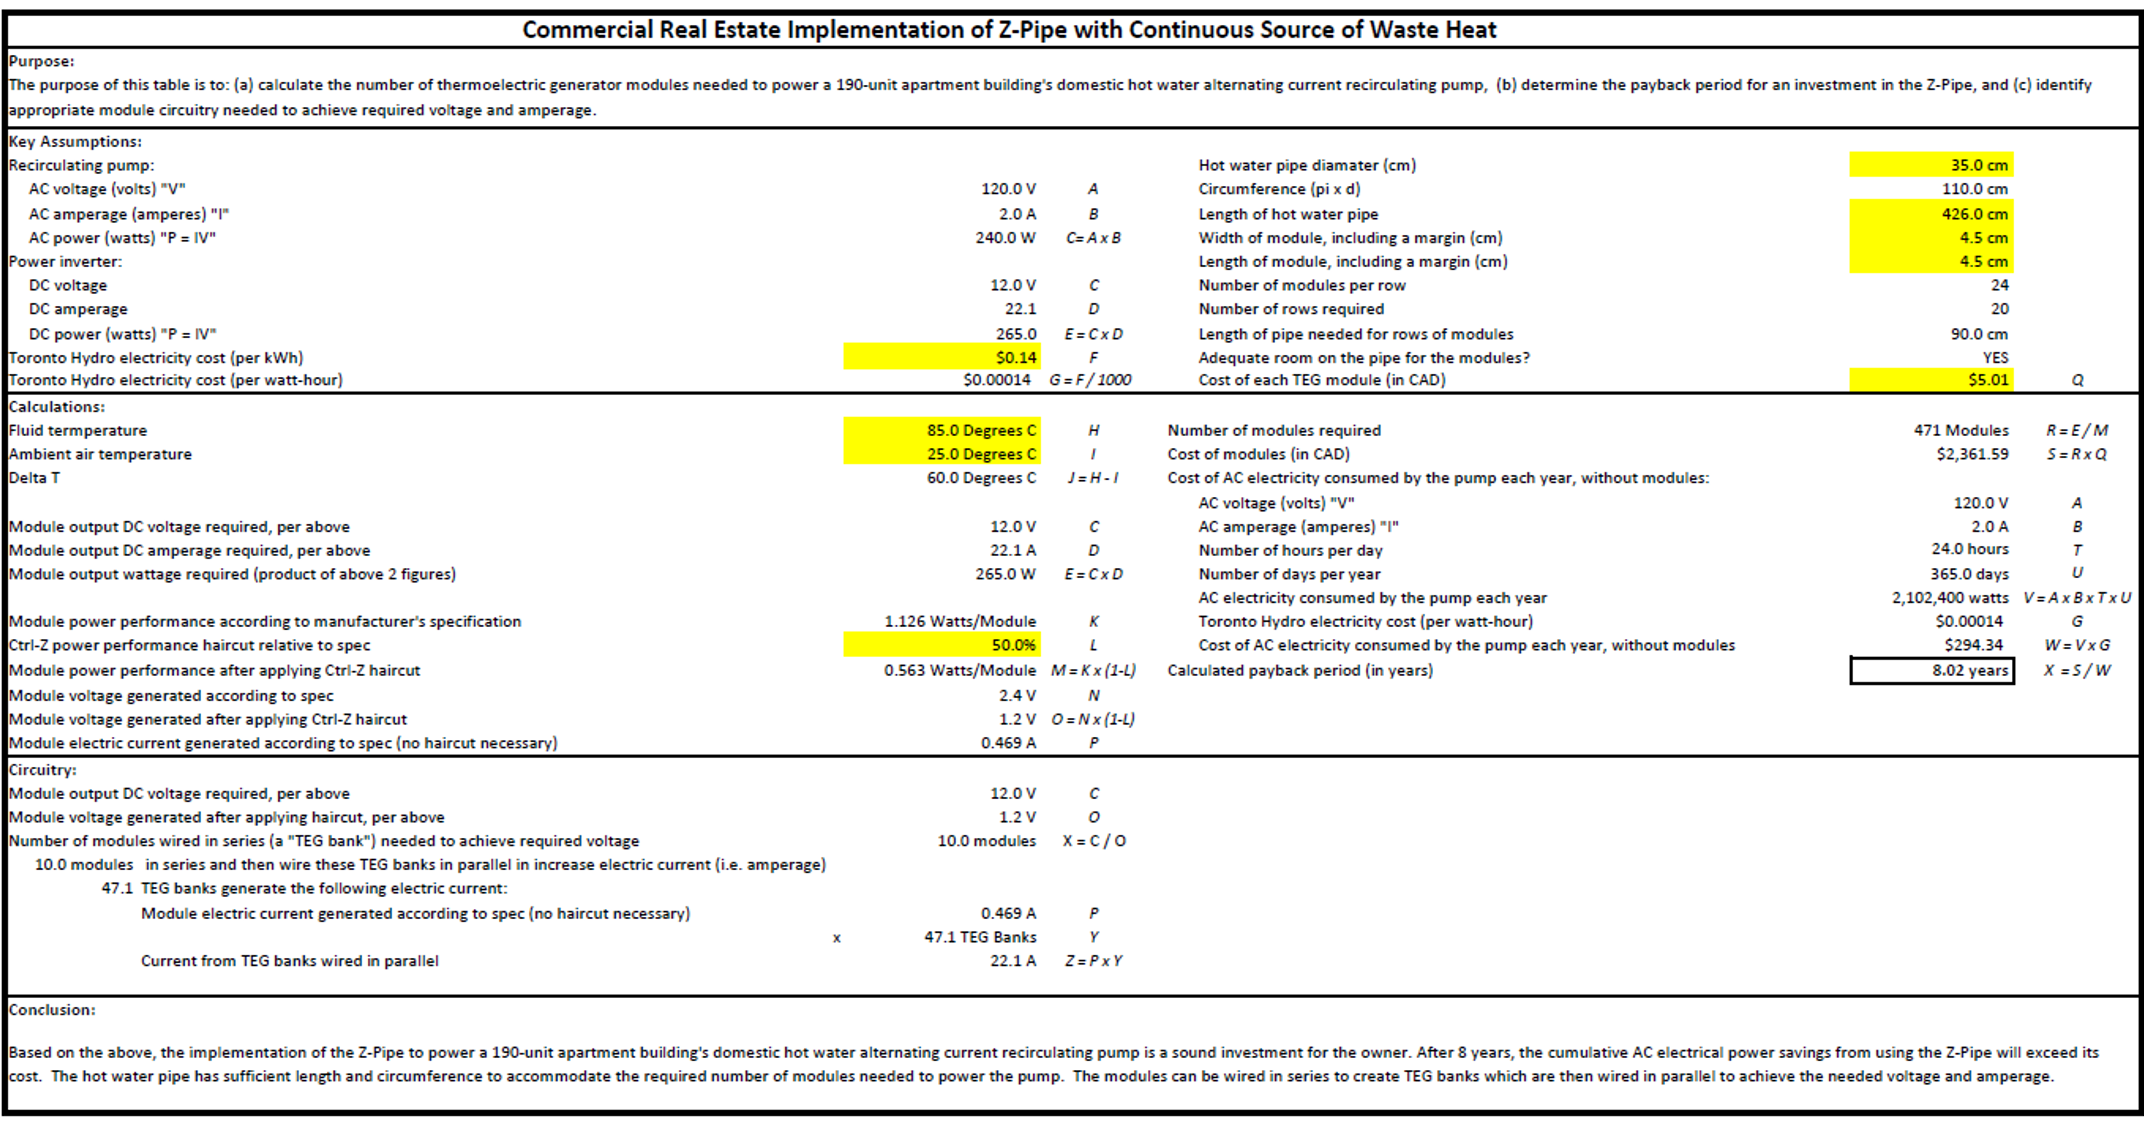 Commercial Real Estate Implementation of Z-Pipe with Continuous Source of Waste Heat
Purpose:
The purpose of this table is to: (a) calculate the number of thermoelectric generator modules needed to power a 190-unit apartment building's domestic hot water alternating current recirculating pump, (b) determine the payback period for an investment in the Z-Pipe, and (c) identify
appropriate module circuitry needed to achieve required voltage and amperage.
Key Assumptions:
Recirculating pump:
AC voltage (volts) "V" 120.0 V A
AC amperage (amperes) "I" 2.0 A B
AC power (watts) "P = IV" 240.0 W C= A x B
Power inverter:
DC voltage 12.0 V C
DC amperage 22.1 D
DC power (watts) "P = IV" 265.0 E = C x D
Toronto Hydro electricity cost (per kWh) $0.14 F
Toronto Hydro electricity cost (per watt-hour) $0.00014 G = F / 1000
Hot water pipe diamater (cm) 35.0 cm
Circumference (pi x d) 110.0 cm
Length of hot water pipe 426.0 cm
Width of module, including a margin (cm) 4.5 cm
Length of module, including a margin (cm) 4.5 cm
Number of modules per row 24
Number of rows required 20
Length of pipe needed for rows of modules 90.0 cm
Adequate room on the pipe for the modules? YES
Cost of each TEG module (in CAD) $5.01 Q
Calculations:
Fluid termperature 85.0 Degrees C H
Ambient air temperature 25.0 Degrees C I
Delta T 60.0 Degrees C J = H - I
Module output DC voltage required, per above 12.0 V C
Module output DC amperage required, per above 22.1 A D
Module output wattage required (product of above 2 figures) 265.0 W E = C x D
Module power performance according to manufacturer's specification 1.126 Watts/Module K
Ctrl-Z power performance haircut relative to spec 50.0% L
Module power performance after applying Ctrl-Z haircut 0.563 Watts/Module M = K x (1-L)
Module voltage generated according to spec 2.4 V N
Module voltage generated after applying Ctrl-Z haircut 1.2 V O = N x (1-L)
Module electric current generated according to spec (no haircut necessary) 0.469 A P
Number of modules required 471 Modules R = E / M
Cost of modules (in CAD) $2,361.59 S = R x Q
Cost of AC electricity consumed by the pump each year, without modules:
AC voltage (volts) "V" 120.0 V A
AC amperage (amperes) "I" 2.0 A B
Number of hours per day 24.0 hours T
Number of days per year 365.0 days U
AC electricity consumed by the pump each year 2,102,400 watts V = A x B x T x U
Toronto Hydro electricity cost (per watt-hour) $0.00014 G
Cost of AC electricity consumed by the pump each year, without modules $294.34 W = V x G
Calculated payback period (in years) 8.02 years X = S / W
Circuitry:
Module output DC voltage required, per above 12.0 V C
Module voltage generated after applying haircut, per above 1.2 V O
Number of modules wired in series (a "TEG bank") needed to achieve required voltage 10.0 modules X = C / O
10.0 modules in series and then wire these TEG banks in parallel in increase electric current (i.e. amperage)
47.1 TEG banks generate the following electric current:
Module electric current generated according to spec (no haircut necessary) 0.469 A P
x 47.1 TEG Banks Y
Current from TEG banks wired in parallel 22.1 A Z = P x Y
Conclusion:
Based on the above, the implementation of the Z-Pipe to power a 190-unit apartment building's domestic hot water alternating current recirculating pump is a sound investment for the owner. After 8 years, the cumulative AC electrical power savings from using the Z-Pipe will exceed its
cost. The hot water pipe has sufficient length and circumference to accommodate the required number of modules needed to power the pump. The modules can be wired in series to create TEG banks which are then wired in parallel to achieve the needed voltage and amperage.